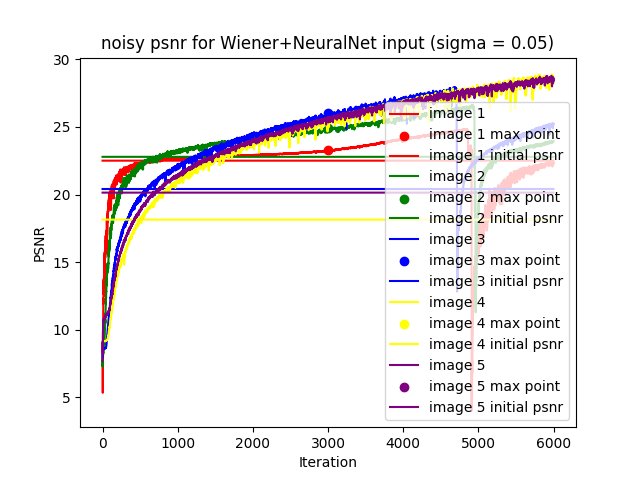 noisy psnr for Wiener+NeuralNet input (sigma = 0.05)
PSNR
30
25
20
15
10
5
image 1
image 1 max point
image 1 initial psnr
image 2
image 2 max point
image 2 initial psnr
image 3
image 3 max point
image 3 initial psnr
image 4
image 4 max point
image 4 initial psnr
image 5
image 5 max point
image 5 initial psnr
0 1000 2000 3000 4000 5000 6000
Iteration